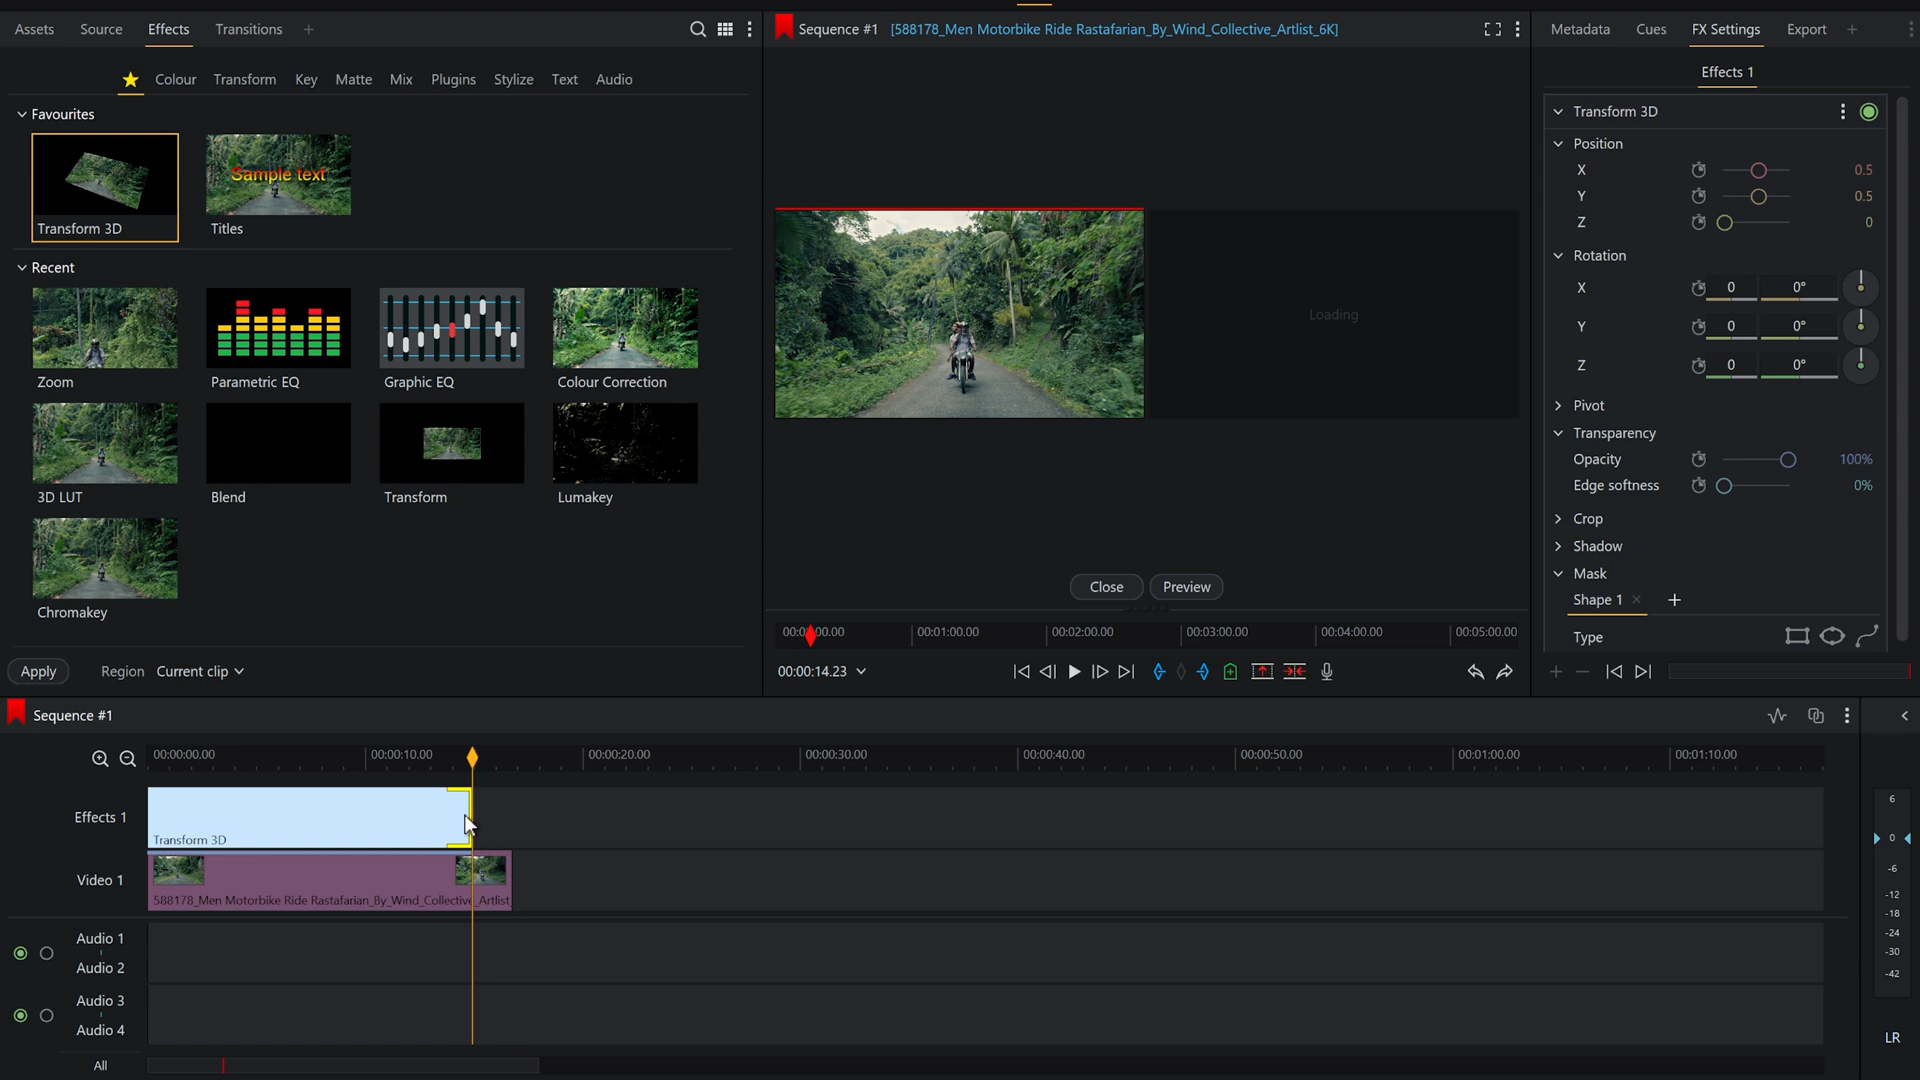 Assets Source Effects Transitions +
Colour Transform Key Matte Mix Plugins Stylize Text Audio
Favourites
Sample text
Transform 3D Titles
Recent
Zoom Parametric EQ Graphic EQ Colour Correction
3D LUT Blend Transform Lumakey
Chromakey
Apply Region Current clip
Sequence #1 [588178_Men Motorbike Ride Rastafarian_By_Wind_Collective_Artlist_6K]
Loading
Close Preview
00:01:00.00 00:02:00.00 00:03:00.00 00:04:00.00 00:05:00.00
00:00:14.23
Metadata Cues FX Settings Export +
Effects 1
Transform 3D
Position
X 0.5
Y 0.5
Z 0
Rotation
X 0 0°
Y 0 0°
Z 0 0°
Pivot
Transparency
Opacity 100%
Edge softness 0%
Crop
Shadow
Mask
Shape 1 × +
Type
Sequence #1
00:00:00.00 00:00:10.00 00:00:20.00 00:00:30.00 00:00:40.00 00:00:50.00 00:01:00.00 00:01:10.00
Effects 1
Transform 3D
Video 1
588178_Men Motorbike Ride Rastafarian_By_Wind_Collective_Artlist
Audio 1
Audio 2
Audio 3
Audio 4
All
6
0
-6
-12
-18
-24
-30
-42
LR